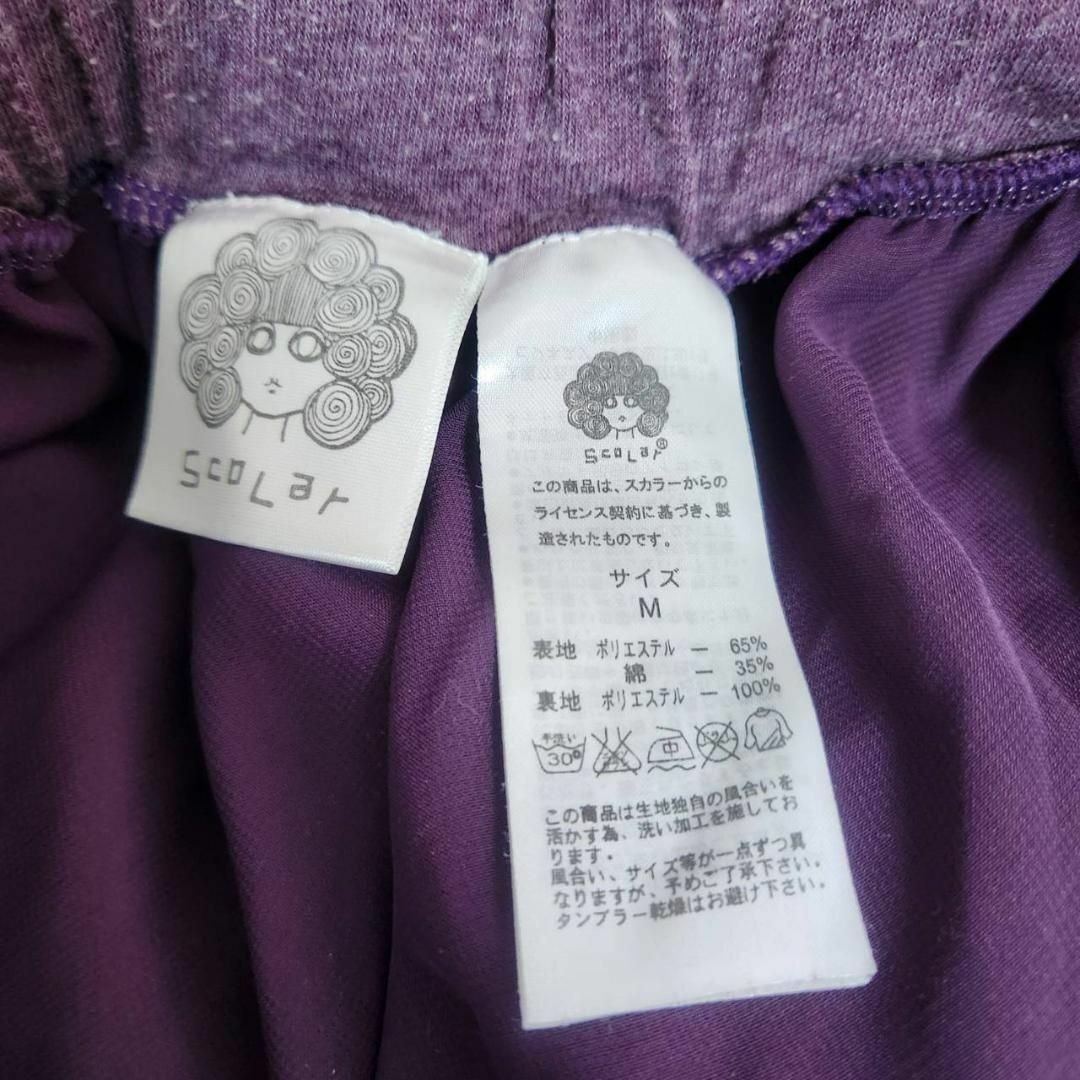 ScoLar
ScoLar®
この商品は、スカラーからの
ライセンス契約に基づき、製
造されたものです。
サイズ
M
表地 ポリエステル — 65%
綿 — 35%
裏地 ポリエステル — 100%
手洗い
30° 中
この商品は生地独自の風合いを
活かす為、洗い加工を施してお
ります。
風合い、サイズ等が一点ずつ異
なりますが、予めご了承下さい。
タンブラー乾燥はお避け下さい。